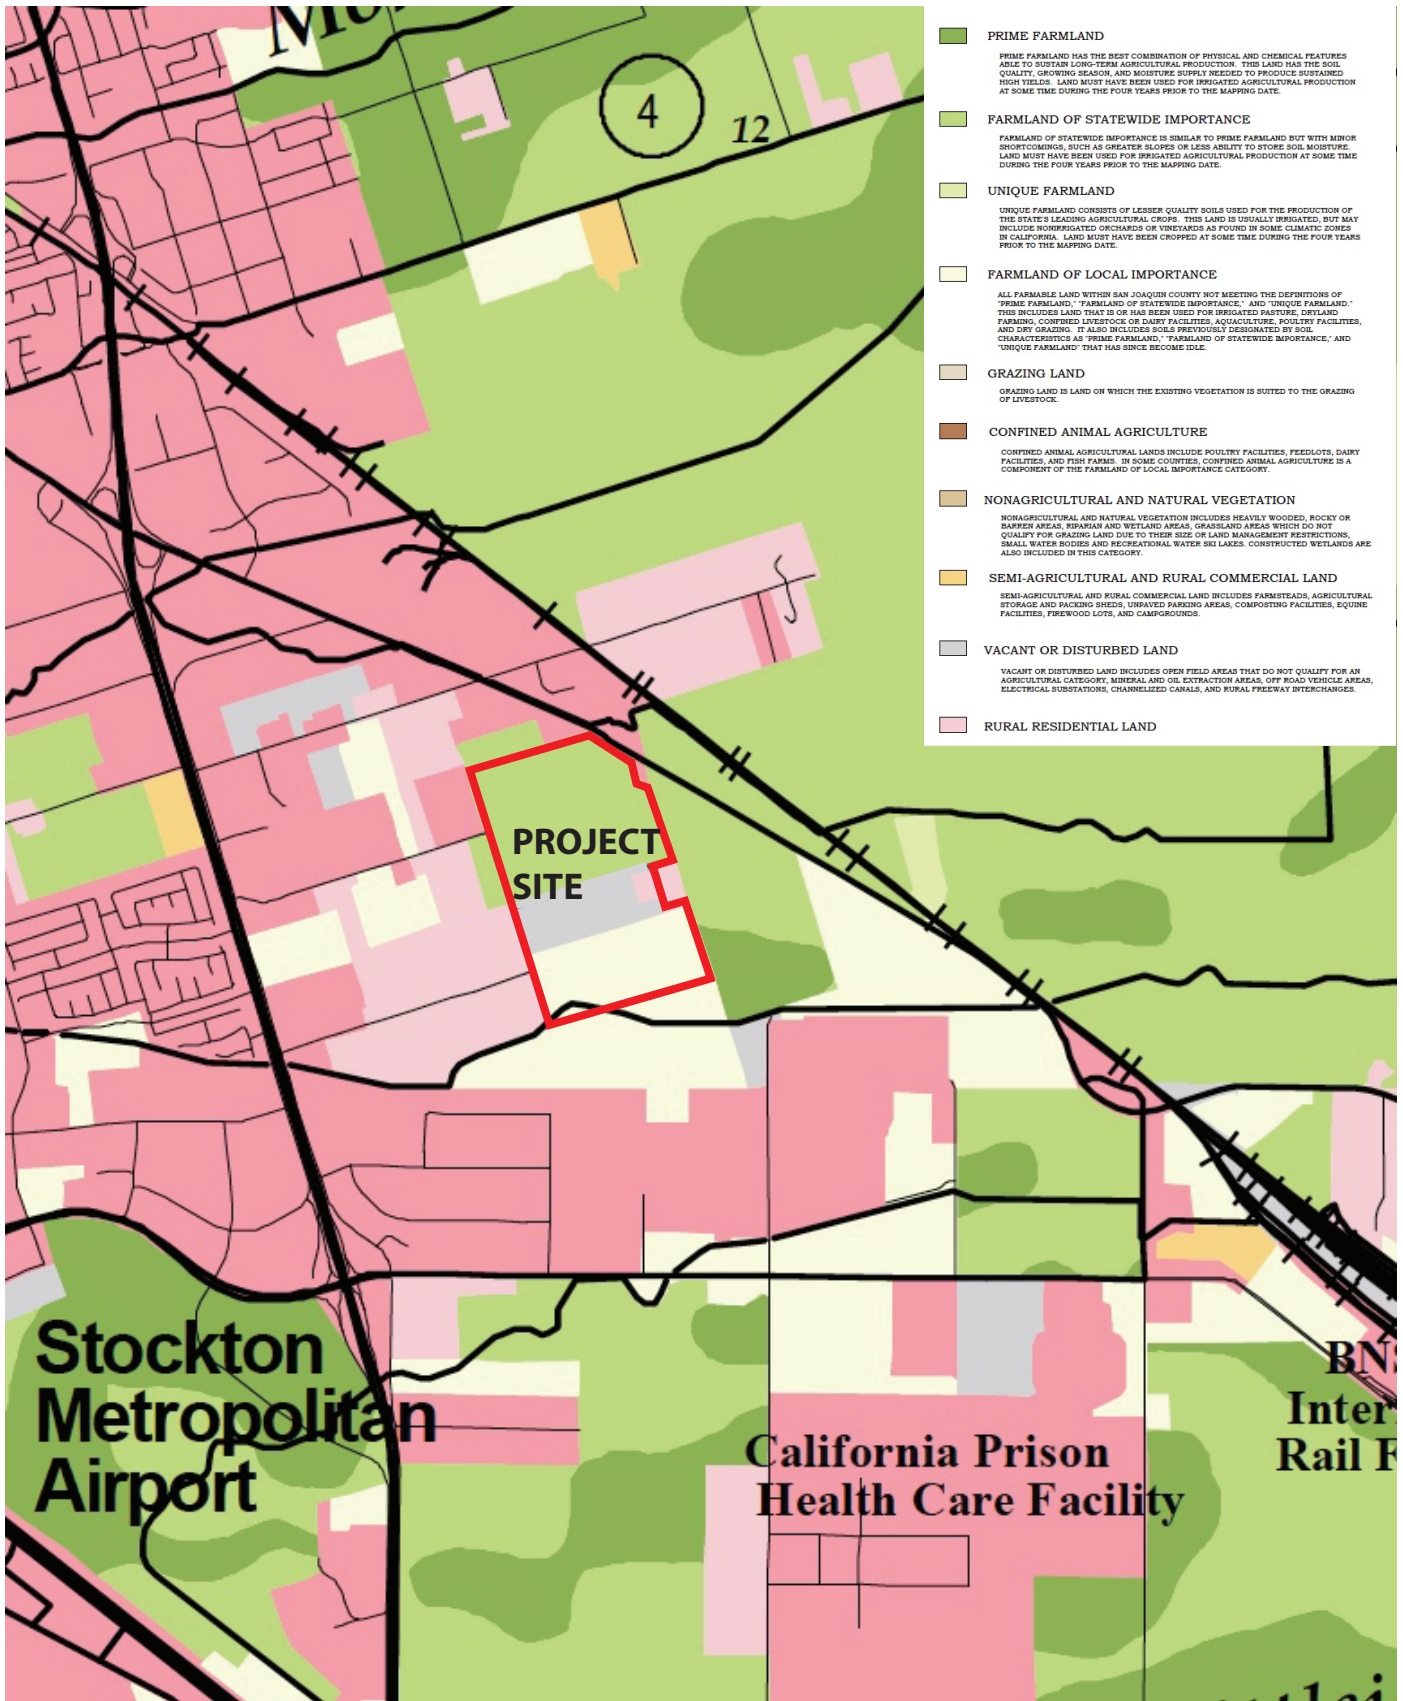 Mo
4
12
PROJECT
SITE
Stockton
Metropolitan
Airport
California Prison
Health Care Facility
BNS
Inter
Rail F
PRIME FARMLAND
PRIME FARMLAND HAS THE BEST COMBINATION OF PHYSICAL AND CHEMICAL FEATURES
ABLE TO SUSTAIN LONG-TERM AGRICULTURAL PRODUCTION. THIS LAND HAS THE SOIL
QUALITY, GROWING SEASON, AND MOISTURE SUPPLY NEEDED TO PRODUCE SUSTAINED
HIGH YIELDS. LAND MUST HAVE BEEN USED FOR IRRIGATED AGRICULTURAL PRODUCTION
AT SOME TIME DURING THE FOUR YEARS PRIOR TO THE MAPPING DATE.
FARMLAND OF STATEWIDE IMPORTANCE
FARMLAND OF STATEWIDE IMPORTANCE IS SIMILAR TO PRIME FARMLAND BUT WITH MINOR
SHORTCOMINGS, SUCH AS GREATER SLOPES OR LESS ABILITY TO STORE SOIL MOISTURE.
LAND MUST HAVE BEEN USED FOR IRRIGATED AGRICULTURAL PRODUCTION AT SOME TIME
DURING THE FOUR YEARS PRIOR TO THE MAPPING DATE.
UNIQUE FARMLAND
UNIQUE FARMLAND CONSISTS OF LESSER QUALITY SOILS USED FOR THE PRODUCTION OF
THE STATE'S LEADING AGRICULTURAL CROPS. THIS LAND IS USUALLY IRRIGATED, BUT MAY
INCLUDE NONIRRIGATED ORCHARDS OR VINEYARDS AS FOUND IN SOME CLIMATIC ZONES
IN CALIFORNIA. LAND MUST HAVE BEEN CROPPED AT SOME TIME DURING THE FOUR YEARS
PRIOR TO THE MAPPING DATE.
FARMLAND OF LOCAL IMPORTANCE
ALL FARMABLE LAND WITHIN SAN JOAQUIN COUNTY NOT MEETING THE DEFINITIONS OF
"PRIME FARMLAND," "FARMLAND OF STATEWIDE IMPORTANCE," AND "UNIQUE FARMLAND."
THIS INCLUDES LAND THAT IS OR HAS BEEN USED FOR IRRIGATED PASTURE, DRYLAND
FARMING, CONFINED LIVESTOCK OR DAIRY FACILITIES, AQUACULTURE, POULTRY FACILITIES,
AND DRY GRAZING. IT ALSO INCLUDES SOILS PREVIOUSLY DESIGNATED BY SOIL
CHARACTERISTICS AS "PRIME FARMLAND," "FARMLAND OF STATEWIDE IMPORTANCE," AND
"UNIQUE FARMLAND" THAT HAS SINCE BECOME IDLE.
GRAZING LAND
GRAZING LAND IS LAND ON WHICH THE EXISTING VEGETATION IS SUITED TO THE GRAZING
OF LIVESTOCK.
CONFINED ANIMAL AGRICULTURE
CONFINED ANIMAL AGRICULTURAL LANDS INCLUDE POULTRY FACILITIES, FEEDLOTS, DAIRY
FACILITIES, AND FISH FARMS. IN SOME COUNTIES, CONFINED ANIMAL AGRICULTURE IS A
COMPONENT OF THE FARMLAND OF LOCAL IMPORTANCE CATEGORY.
NONAGRICULTURAL AND NATURAL VEGETATION
NONAGRICULTURAL AND NATURAL VEGETATION INCLUDES HEAVILY WOODED, ROCKY OR
BARREN AREAS, RIPARIAN AND WETLAND AREAS, GRASSLAND AREAS WHICH DO NOT
QUALIFY FOR GRAZING LAND DUE TO THEIR SIZE OR LAND MANAGEMENT RESTRICTIONS,
SMALL WATER BODIES AND RECREATIONAL WATER SKI LAKES. CONSTRUCTED WETLANDS ARE
ALSO INCLUDED IN THIS CATEGORY.
SEMI-AGRICULTURAL AND RURAL COMMERCIAL LAND
SEMI-AGRICULTURAL AND RURAL COMMERCIAL LAND INCLUDES FARMSTEADS, AGRICULTURAL
STORAGE AND PACKING SHEDS, UNPAVED PARKING AREAS, COMPOSTING FACILITIES, EQUINE
FACILITIES, FIREWOOD LOTS, AND CAMPGROUNDS.
VACANT OR DISTURBED LAND
VACANT OR DISTURBED LAND INCLUDES OPEN FIELD AREAS THAT DO NOT QUALIFY FOR AN
AGRICULTURAL CATEGORY, MINERAL AND OIL EXTRACTION AREAS, OFF ROAD VEHICLE AREAS,
ELECTRICAL SUBSTATIONS, CHANNELIZED CANALS, AND RURAL FREEWAY INTERCHANGES.
RURAL RESIDENTIAL LAND